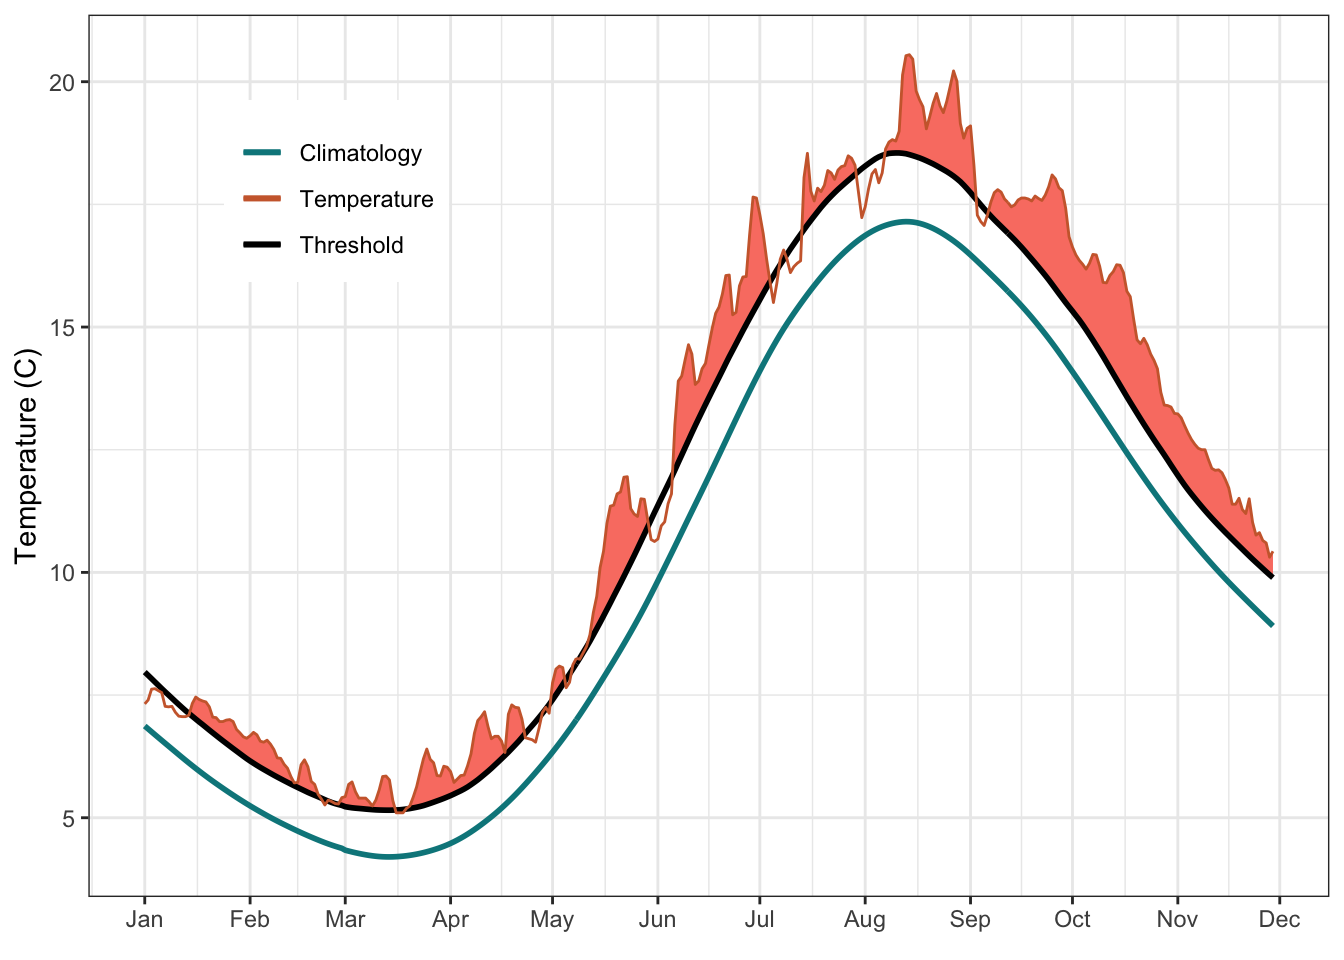 Temperature (C)
20
15
10
5
Climatology
Temperature
Threshold
Jan Feb Mar Apr May Jun Jul Aug Sep Oct Nov Dec